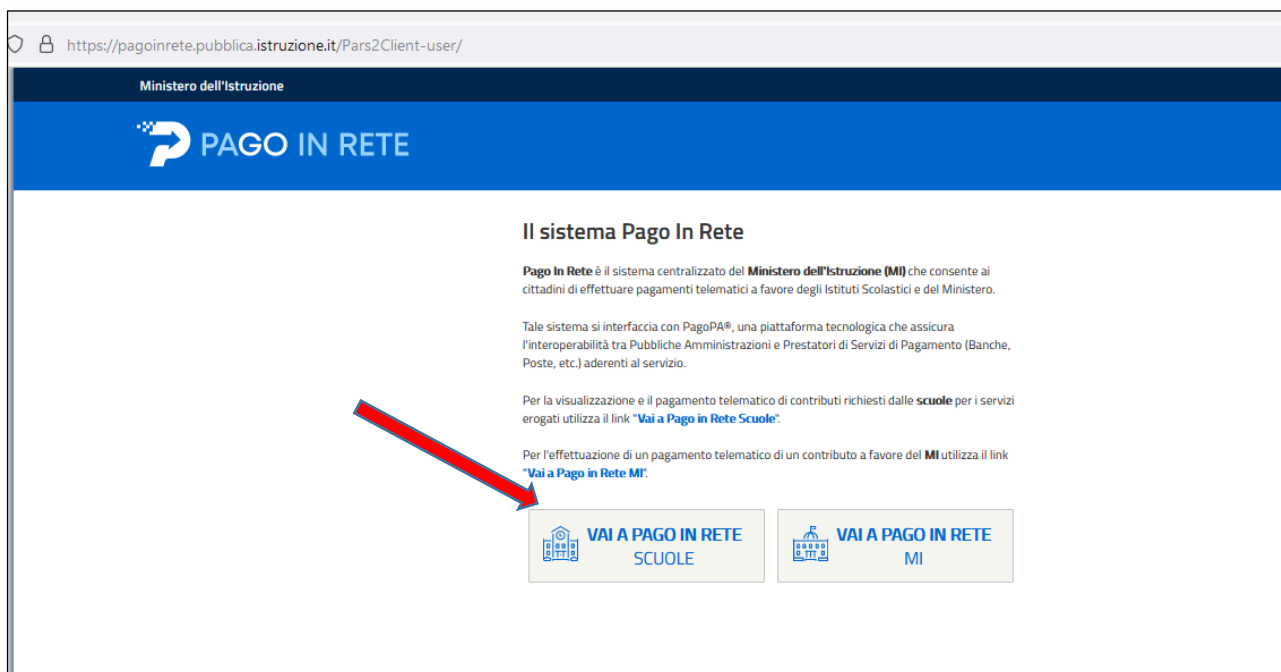 https://pagoinrete.pubblica.istruzione.it/Pars2Client-user/
Ministero dell'Istruzione
PAGO IN RETE
Il sistema Pago In Rete
Pago In Rete è il sistema centralizzato del Ministero dell'Istruzione (MI) che consente ai
cittadini di effettuare pagamenti telematici a favore degli Istituti Scolastici e del Ministero.
Tale sistema si interfaccia con PagoPA®, una piattaforma tecnologica che assicura
l'interoperabilità tra Pubbliche Amministrazioni e Prestatori di Servizi di Pagamento (Banche,
Poste, etc.) aderenti al servizio.
Per la visualizzazione e il pagamento telematico di contributi richiesti dalle scuole per i servizi
erogati utilizza il link "Vai a Pago in Rete Scuole".
Per l'effettuazione di un pagamento telematico di un contributo a favore del MI utilizza il link
"Vai a Pago in Rete MI".
VAI A PAGO IN RETE
SCUOLE
VAI A PAGO IN RETE
MI